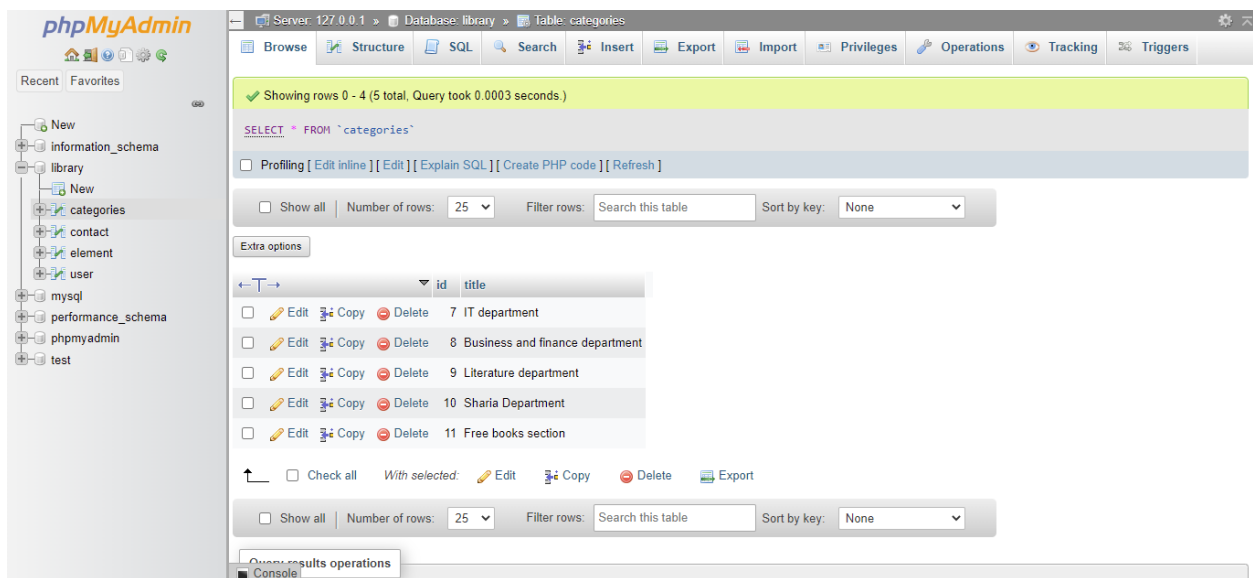 phpMyAdmin
Recent Favorites
New
information_schema
library
New
categories
contact
element
user
mysql
performance_schema
phpmyadmin
test
Server: 127.0.0.1 » Database: library » Table: categories
Browse Structure SQL Search Insert Export Import Privileges Operations Tracking Triggers
Showing rows 0 - 4 (5 total, Query took 0.0003 seconds.)
SELECT * FROM `categories`
Profiling [ Edit inline ] [ Edit ] [ Explain SQL ] [ Create PHP code ] [ Refresh ]
Show all | Number of rows: 25 Filter rows: Search this table Sort by key: None
Extra options
←T→ id title
Edit Copy Delete 7 IT department
Edit Copy Delete 8 Business and finance department
Edit Copy Delete 9 Literature department
Edit Copy Delete 10 Sharia Department
Edit Copy Delete 11 Free books section
Check all With selected: Edit Copy Delete Export
Show all | Number of rows: 25 Filter rows: Search this table Sort by key: None
Query results operations
Console